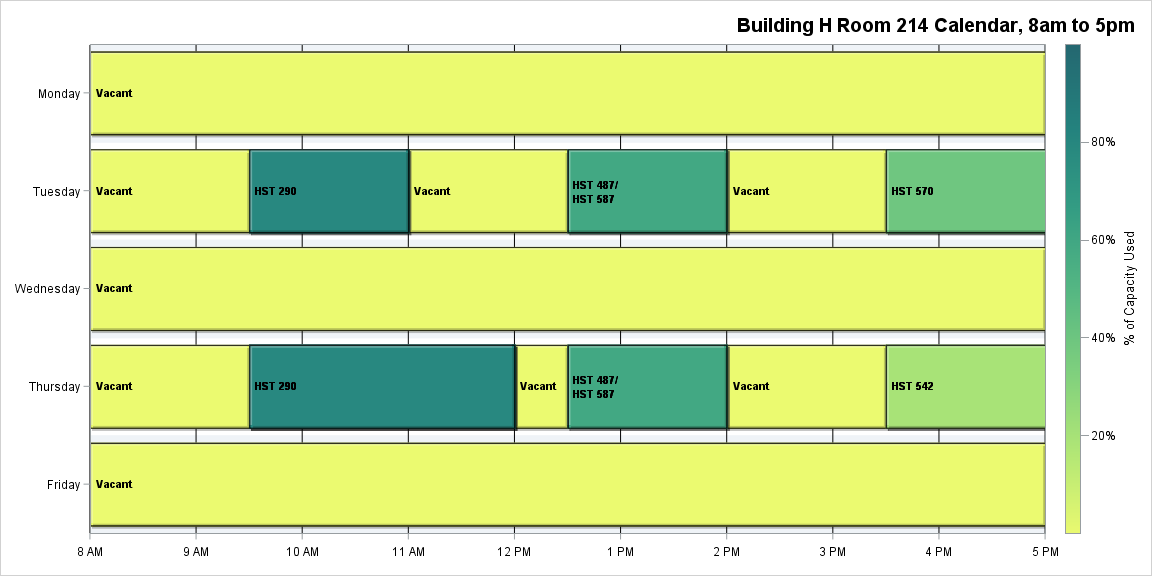 Building H Room 214 Calendar, 8am to 5pm
Monday
Vacant
Tuesday
Vacant
HST 290
Vacant
HST 487/
HST 587
Vacant
HST 570
Wednesday
Vacant
Thursday
Vacant
HST 290
Vacant
HST 487/
HST 587
Vacant
HST 542
Friday
Vacant
8 AM
9 AM
10 AM
11 AM
12 PM
1 PM
2 PM
3 PM
4 PM
5 PM
80%
60%
40%
20%
% of Capacity Used